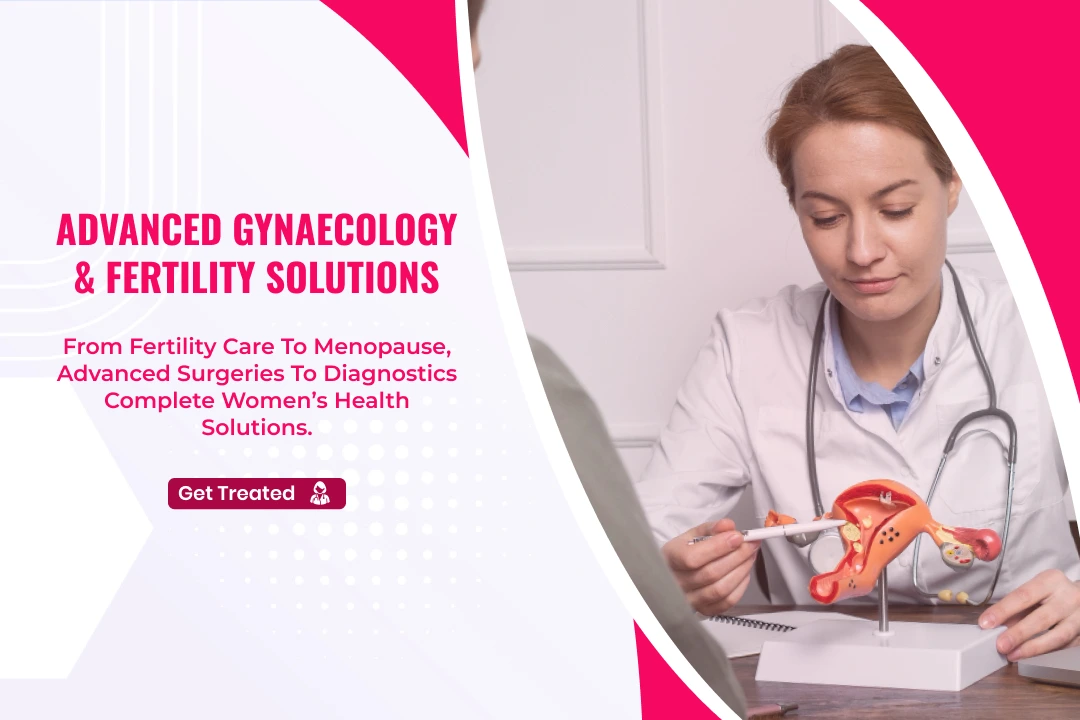 ADVANCED GYNAECOLOGY
& FERTILITY SOLUTIONS
From Fertility Care To Menopause,
Advanced Surgeries To Diagnostics
Complete Women’s Health
Solutions.
Get Treated